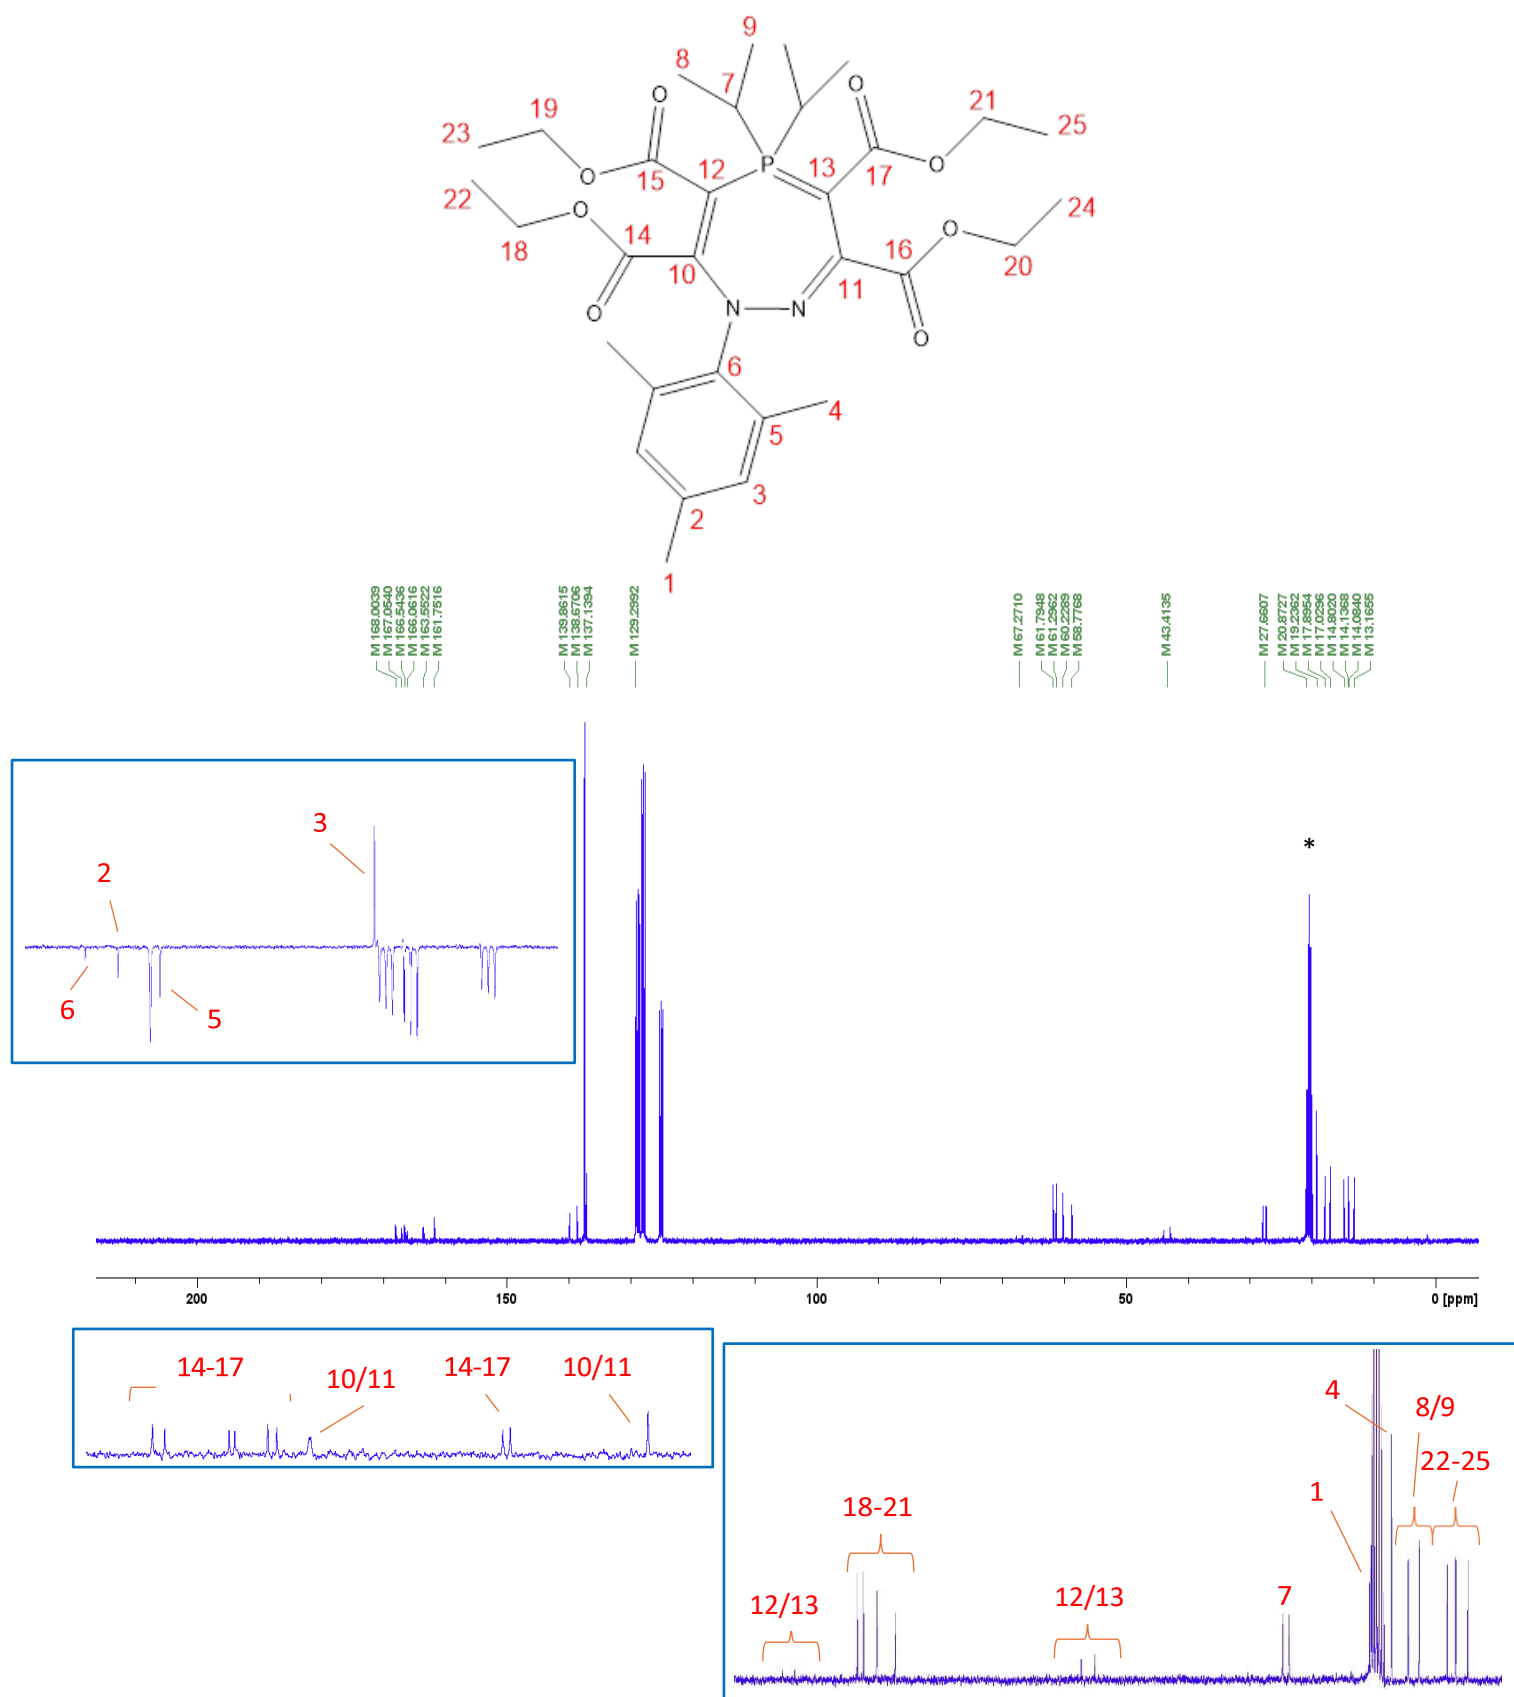 9
8
7
O
O
21
19
25
23
P
12
13
O
O
15
17
22
O
24
O
14
16
18
20
10
11
O
N
N
O
6
4
5
3
2
1
M 168.0039
M 167.0540
M 166.5436
M 166.0616
M 163.5522
M 161.7516
M 139.8615
M 138.6706
M 137.1394
M 129.2992
M 67.2710
M 61.7948
M 61.2962
M 60.2289
M 58.7768
M 43.4135
M 27.6607
M 20.8727
M 19.2362
M 17.8954
M 17.0296
M 14.8020
M 14.1368
M 14.0840
M 13.1655
3
2
6
5
*
200 150 100 50 0 [ppm]
14-17 10/11 14-17 10/11
4
8/9
22-25
1
18-21
7
12/13 12/13